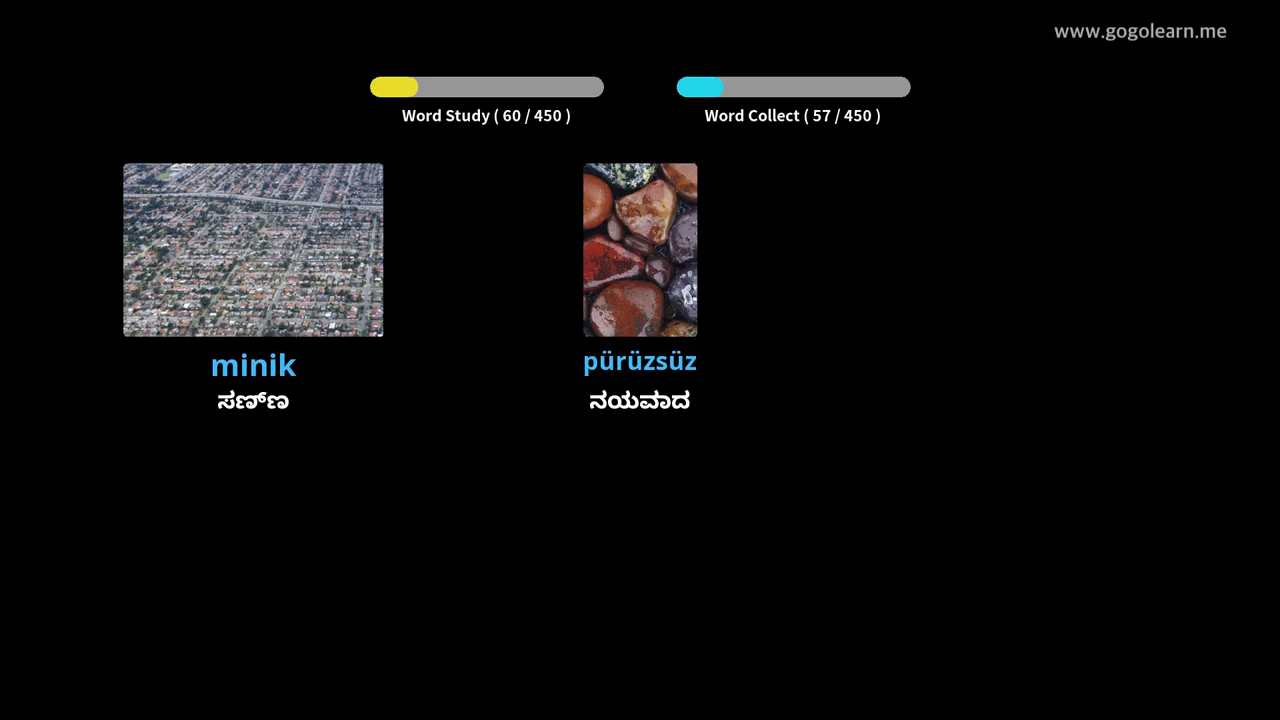 www.gogolearn.me
Word Study ( 60 / 450 )
Word Collect ( 57 / 450 )
minik
ಸಣ್ಣ
pürüzsüz
ನಯವಾದ